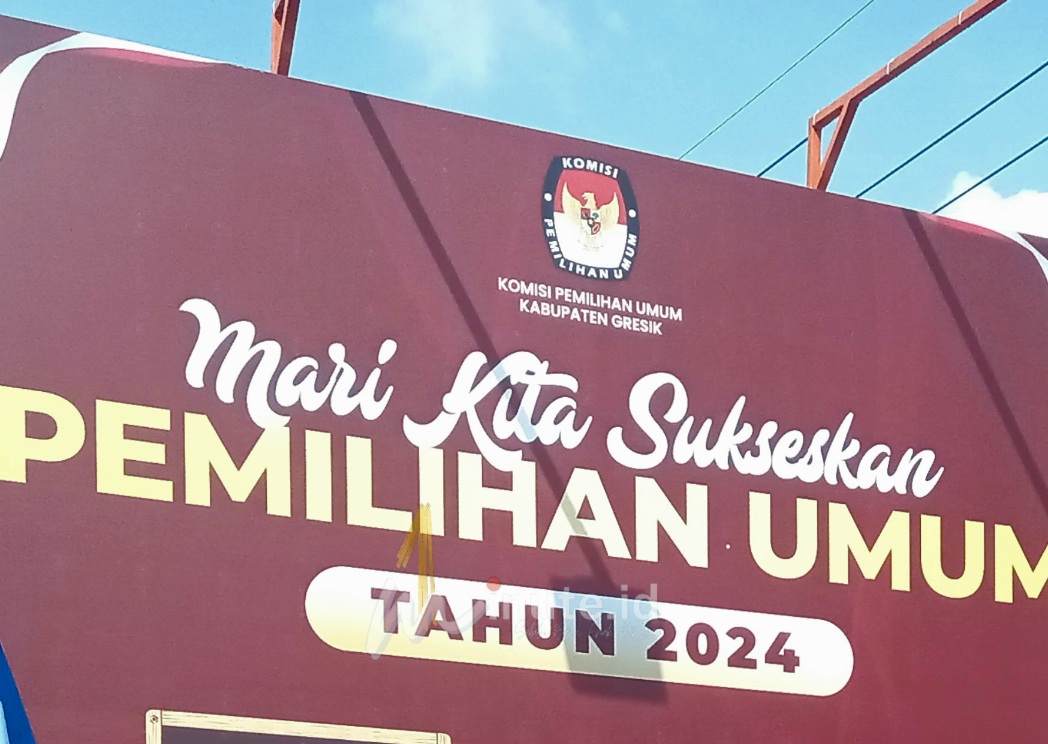 KOMISI
PEMILIHAN UMUM
KOMISI PEMILIHAN UMUM
KABUPATEN GRESIK
Mari Kita Sukseskan
PEMILIHAN UMUM
TAHUN 2024